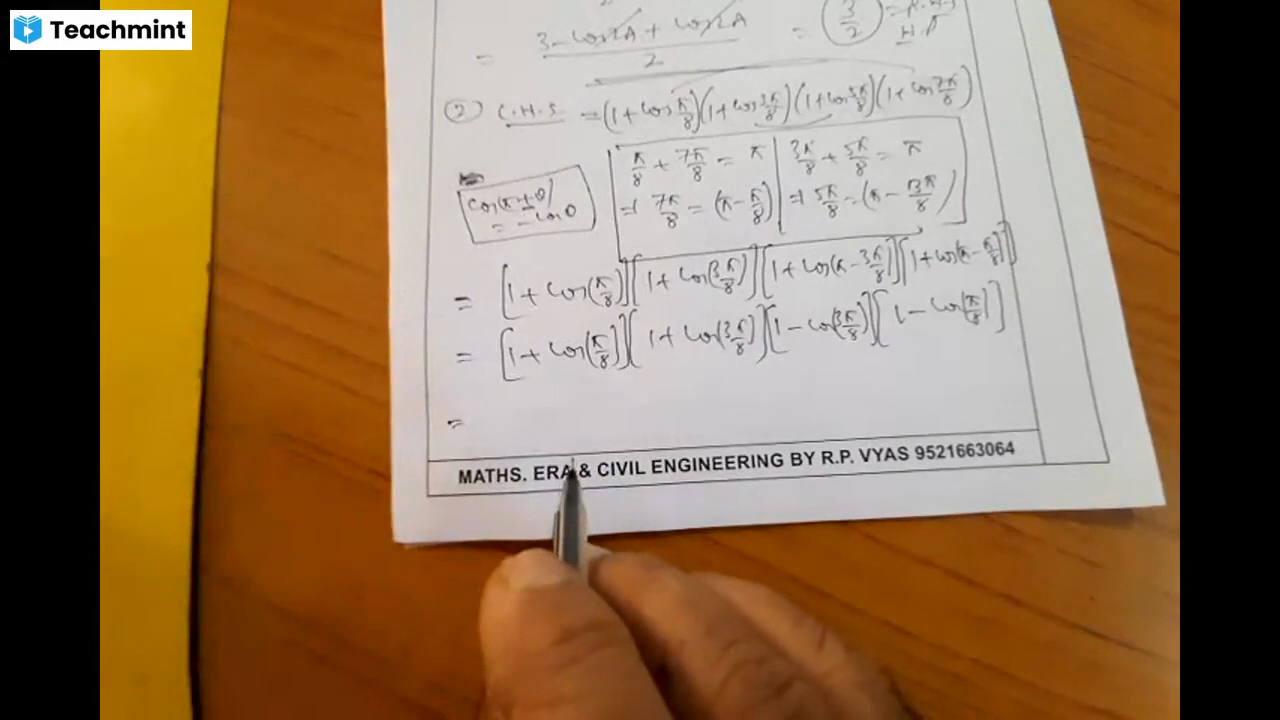 Teachmint
= 3 - cos2A + cos2A / 2 = 3/2 = R.H.S
H.P
② L.H.S = (1 + cos π/8)(1 + cos 3π/8)(1 + cos 5π/8)(1 + cos 7π/8)
π/8 + 7π/8 = π | 3π/8 + 5π/8 = π
⇒ 7π/8 = (π - π/8) | ⇒ 5π/8 = (π - 3π/8)
cos(π ± θ)
= - cos θ
= [1 + cos(π/8)][1 + cos(3π/8)][1 + cos(π - 3π/8)][1 + cos(π - π/8)]
= [1 + cos(π/8)][1 + cos(3π/8)][1 - cos(3π/8)][1 - cos(π/8)]
=
MATHS. ERA & CIVIL ENGINEERING BY R.P. VYAS 9521663064